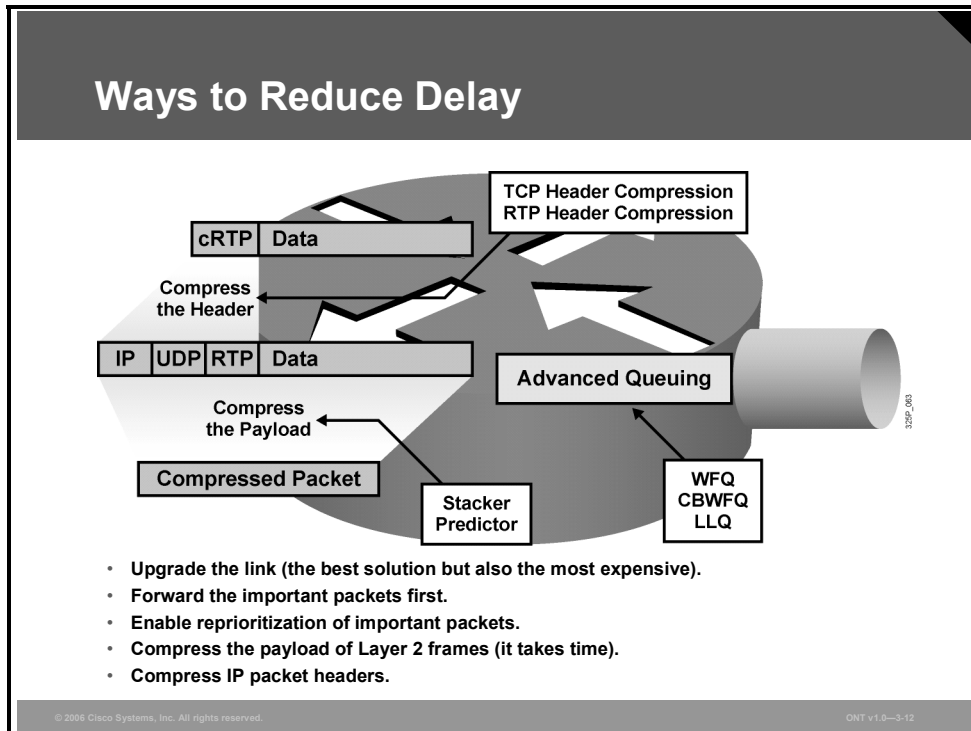 Ways to Reduce Delay
TCP Header Compression
RTP Header Compression
cRTP Data
Compress
the Header
IP UDP RTP Data
Advanced Queuing
Compress
the Payload
Compressed Packet
Stacker
Predictor
WFQ
CBWFQ
LLQ
325P_063
• Upgrade the link (the best solution but also the most expensive).
• Forward the important packets first.
• Enable reprioritization of important packets.
• Compress the payload of Layer 2 frames (it takes time).
• Compress IP packet headers.
© 2006 Cisco Systems, Inc. All rights reserved.
ONT v1.0—3-12